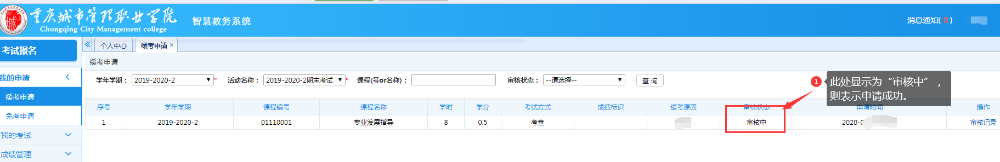 重庆城市管理职业学院
Chongqing City Management college
智慧教务系统
消息通知( 0 )
考试报名
我的申请
缓考申请
免考申请
我的考试
成绩管理
个人中心
缓考申请 ×
缓考申请
学年学期： 2019-2020-2 * 活动名称： 2019-2020-2期末考试 * 课程(号or名称)： 审核状态： --请选择-- 查 询
1 此处显示为“审核中”，
则表示申请成功。
序号 学年学期 课程编号 课程名称 学时 学分 考试方式 成绩标识 缓考原因 审核状态 申请时间 操作
1 2019-2020-2 01110001 专业发展指导 8 0.5 考查 审核中 2020- 审核记录